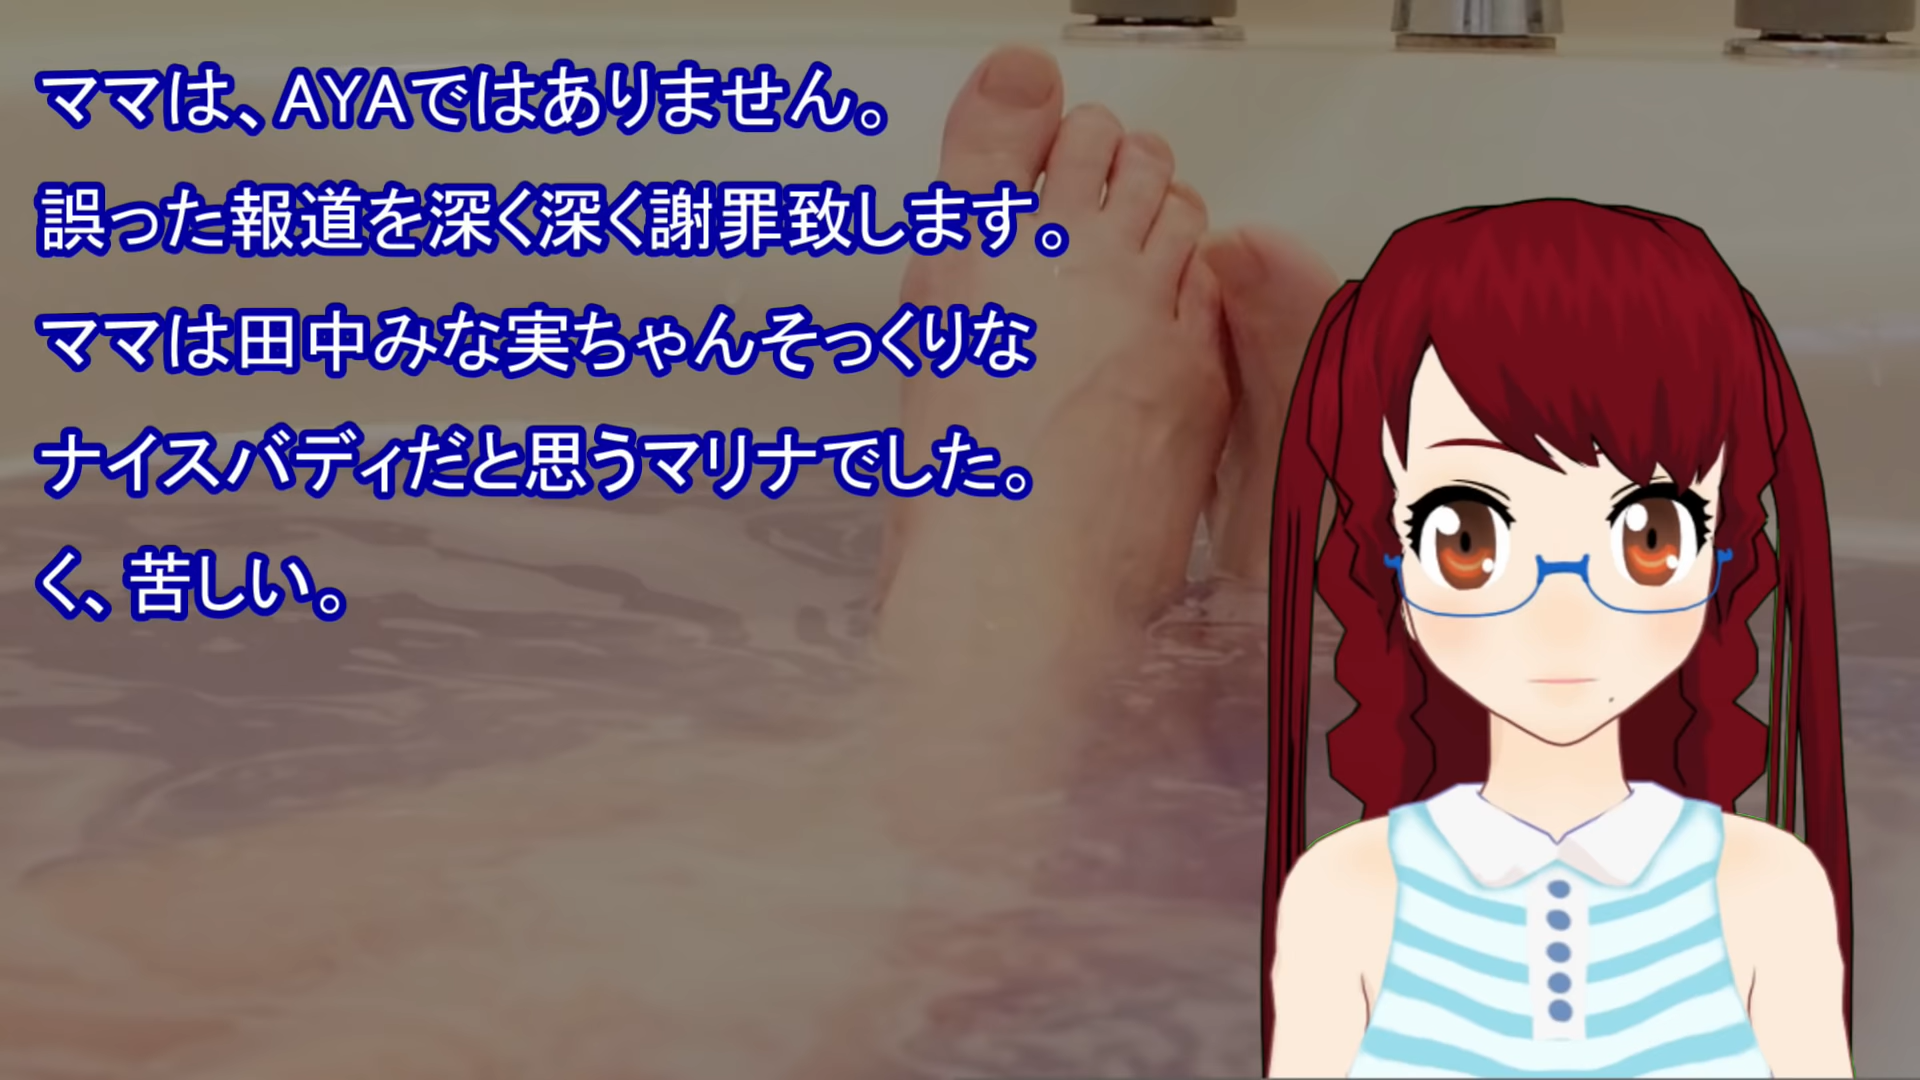 ママは、AYAではありません。
誤った報道を深く深く謝罪致します。
ママは田中みな実ちゃんそっくりな
ナイスバディだと思うマリナでした。
く、苦しい。